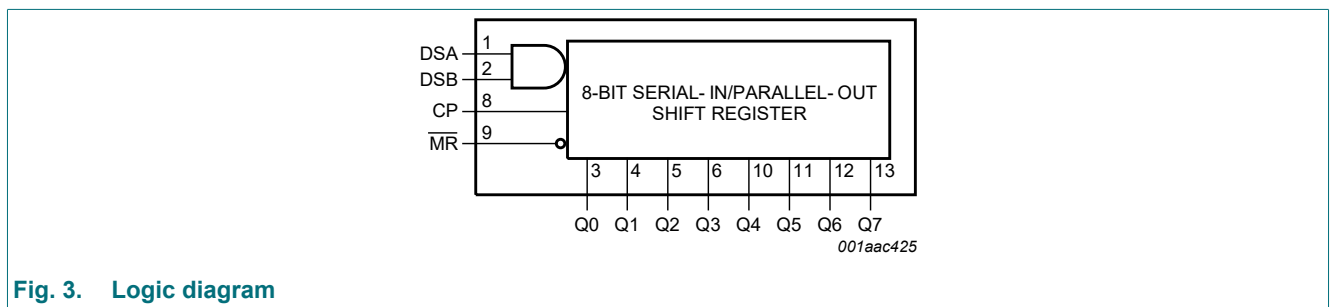 DSA 1
DSB 2
CP 8
MR 9
8-BIT SERIAL- IN/PARALLEL- OUT
SHIFT REGISTER
3 4 5 6 10 11 12 13
Q0 Q1 Q2 Q3 Q4 Q5 Q6 Q7
001aac425
Fig. 3. Logic diagram